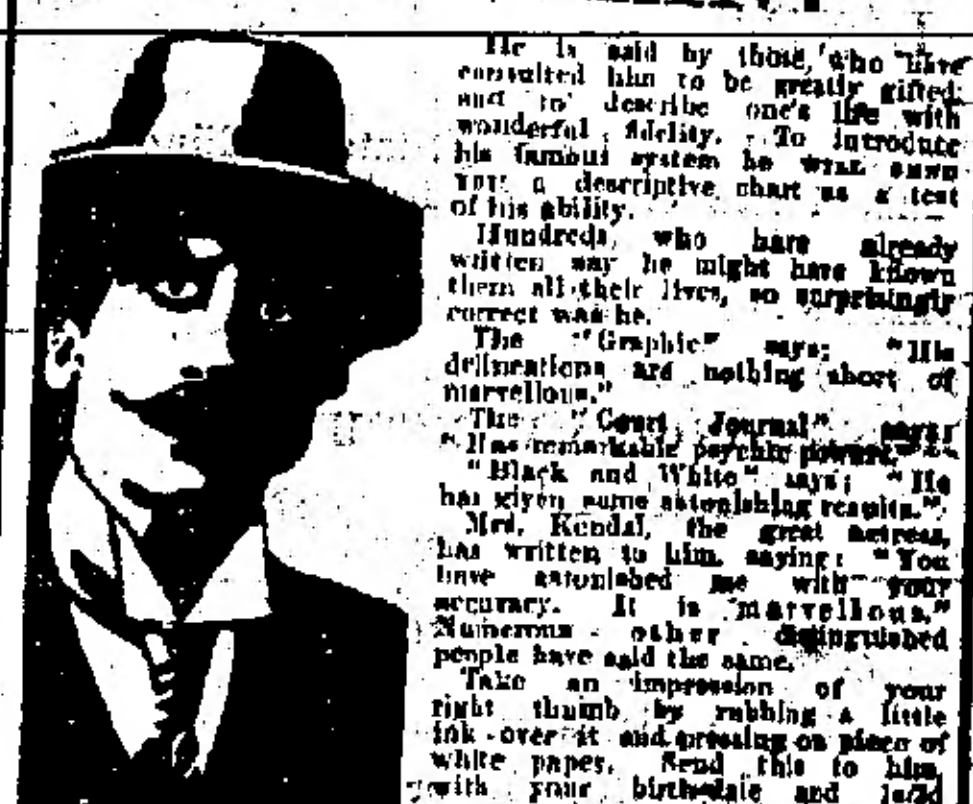 He is said by those, who have
consulted him to be greatly gifted
and to describe one's life with
wonderful fidelity. To introduce
his famous system he WILL SEND
YOU a descriptive chart as a test
of his ability.
Hundreds, who have already
written say he might have known
them all their lives, so surprisingly
correct was he.
The "Graphic" says: "His
delineations are nothing short of
marvellous."
The "Court Journal" says:
"Has remarkable psychic powers."
"Black and White" says: "He
has given some astonishing results."
Mrs. Kendal, the great actress,
has written to him, saying: "You
have astonished me with your
accuracy. It is marvellous."
Numerous other distinguished
people have said the same.
Take an impression of your
right thumb by rubbing a little
ink over it and pressing on piece of
white paper. Send this to him,
with your birth-date and